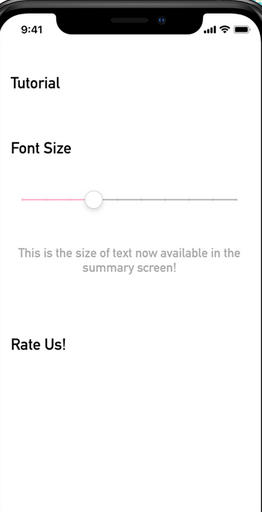 9:41
Tutorial
Font Size
This is the size of text now available in the
summary screen!
Rate Us!